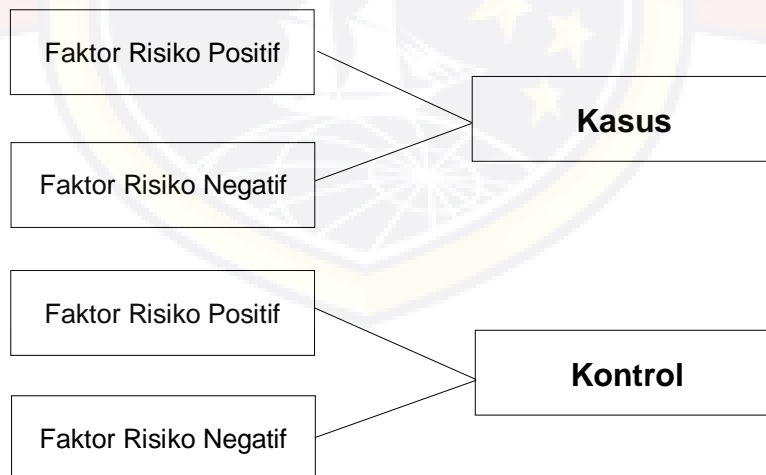 Faktor Risiko Positif
Kasus
Faktor Risiko Negatif
Faktor Risiko Positif
Kontrol
Faktor Risiko Negatif